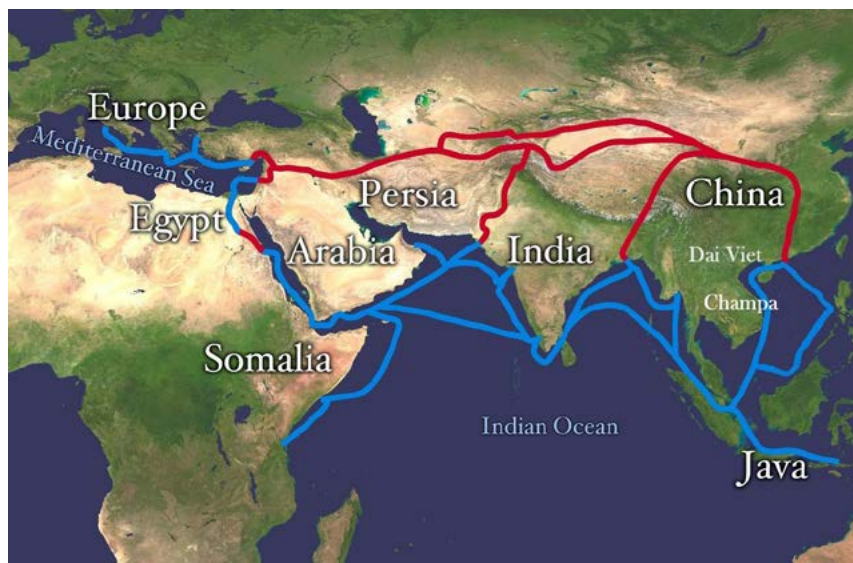 Europe
Mediterranean Sea
Egypt
Persia
China
Arabia
India
Dai Viet
Champa
Somalia
Indian Ocean
Java